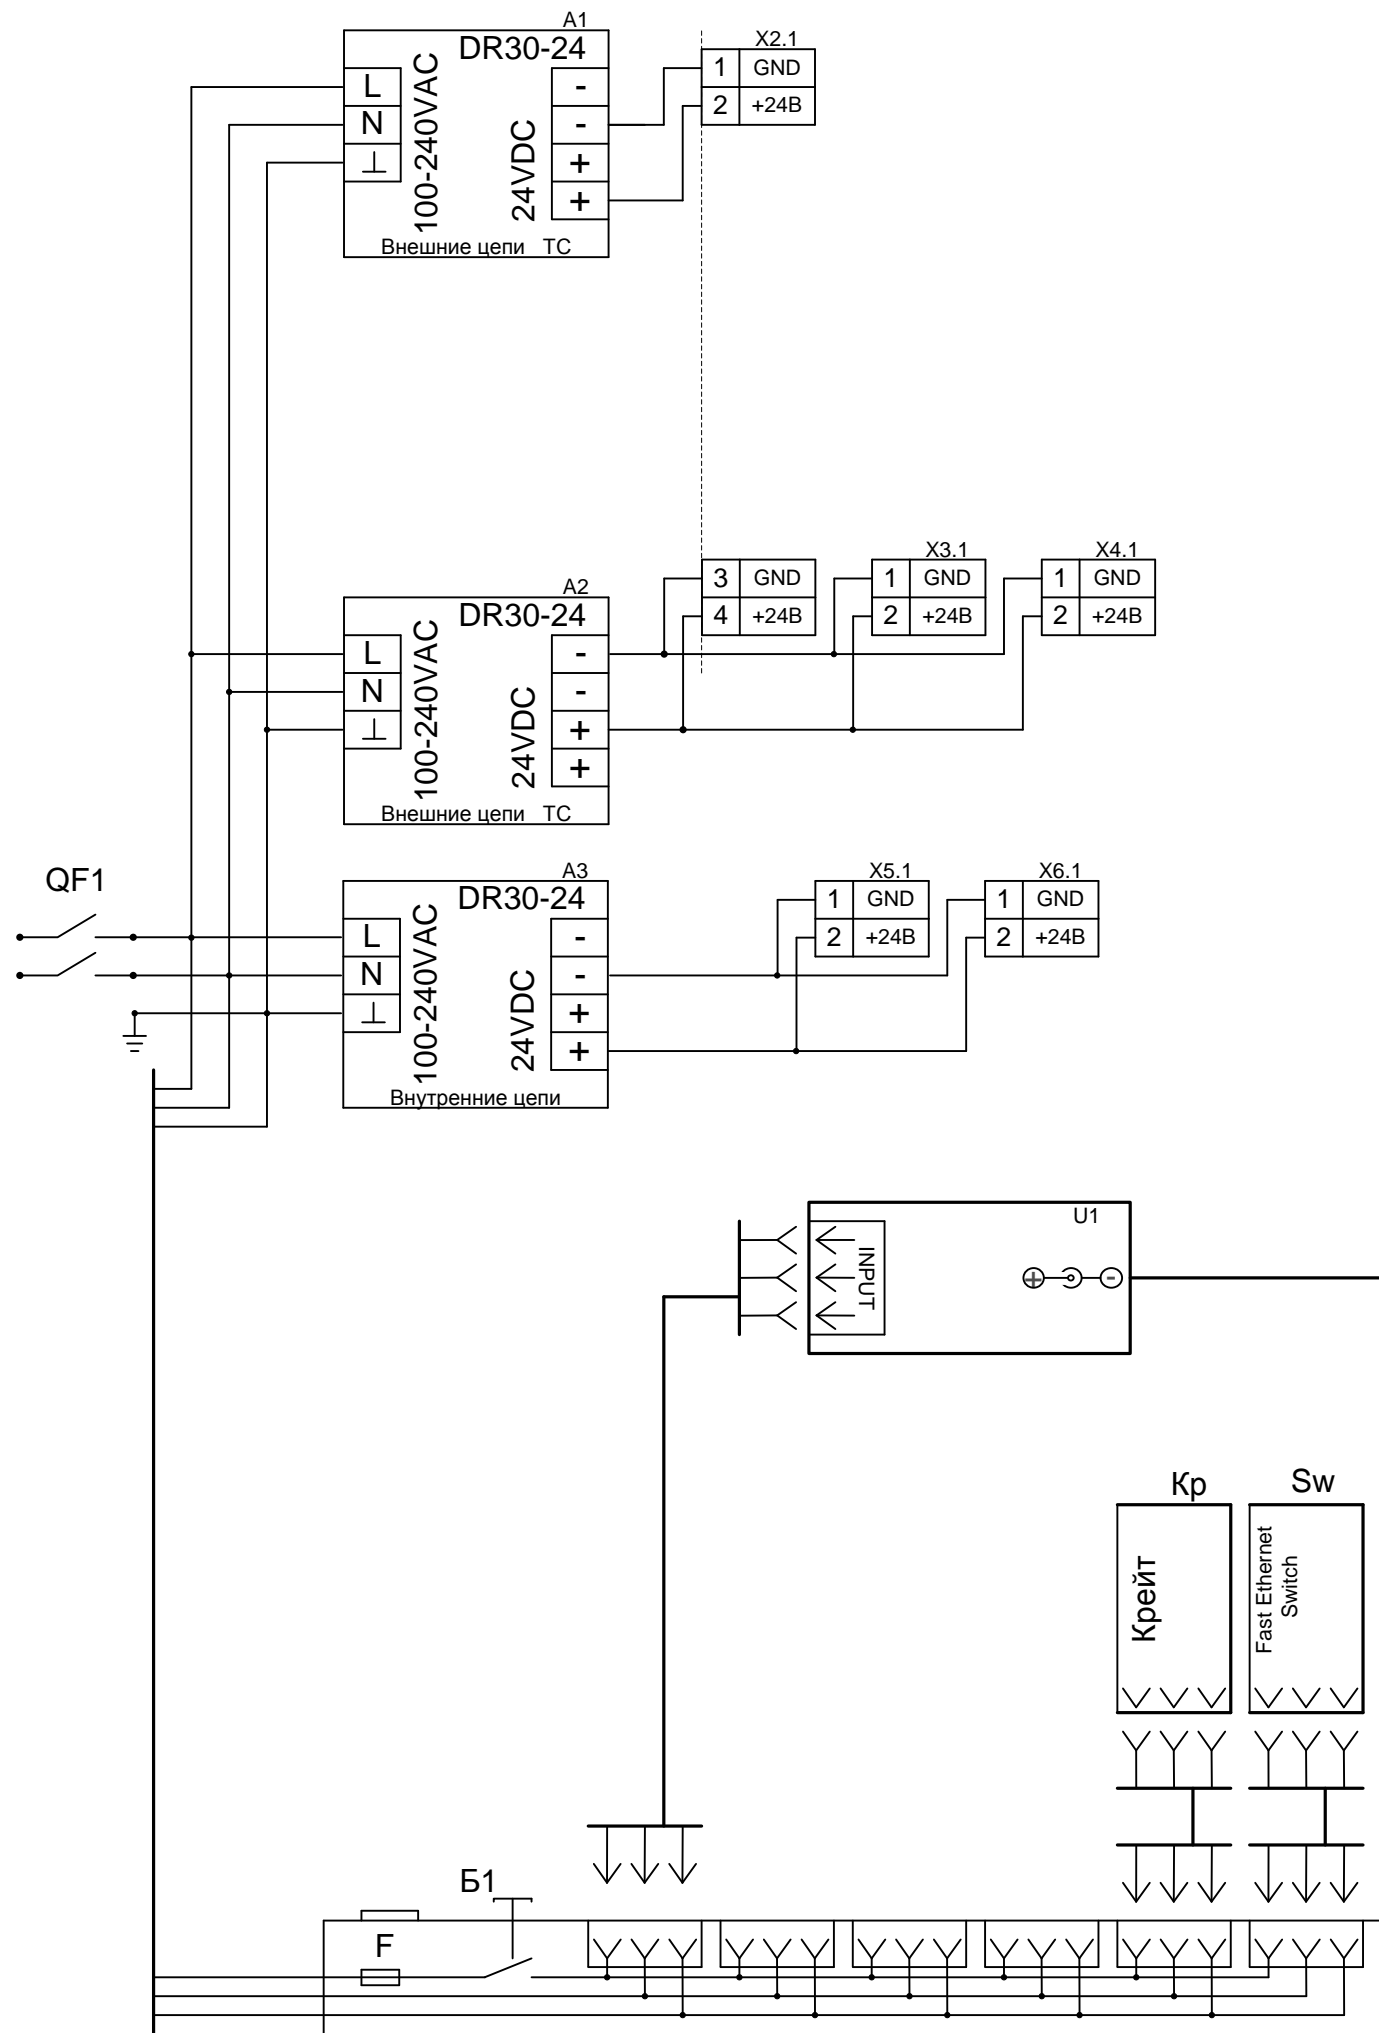 A1
DR30-24
L
N
⊥
100-240VAC
24VDC
-
-
+
+
Внешние цепи ТС
X2.1
1 GND
2 +24В
A2
DR30-24
L
N
⊥
100-240VAC
24VDC
-
-
+
+
Внешние цепи ТС
3 GND
4 +24В
X3.1
1 GND
2 +24В
X4.1
1 GND
2 +24В
QF1
A3
DR30-24
L
N
⊥
100-240VAC
24VDC
-
-
+
+
Внутренние цепи
X5.1
1 GND
2 +24В
X6.1
1 GND
2 +24В
U1
INPUT
+ -
Кр
Крейт
Sw
Fast Ethernet
Switch
Б1
F